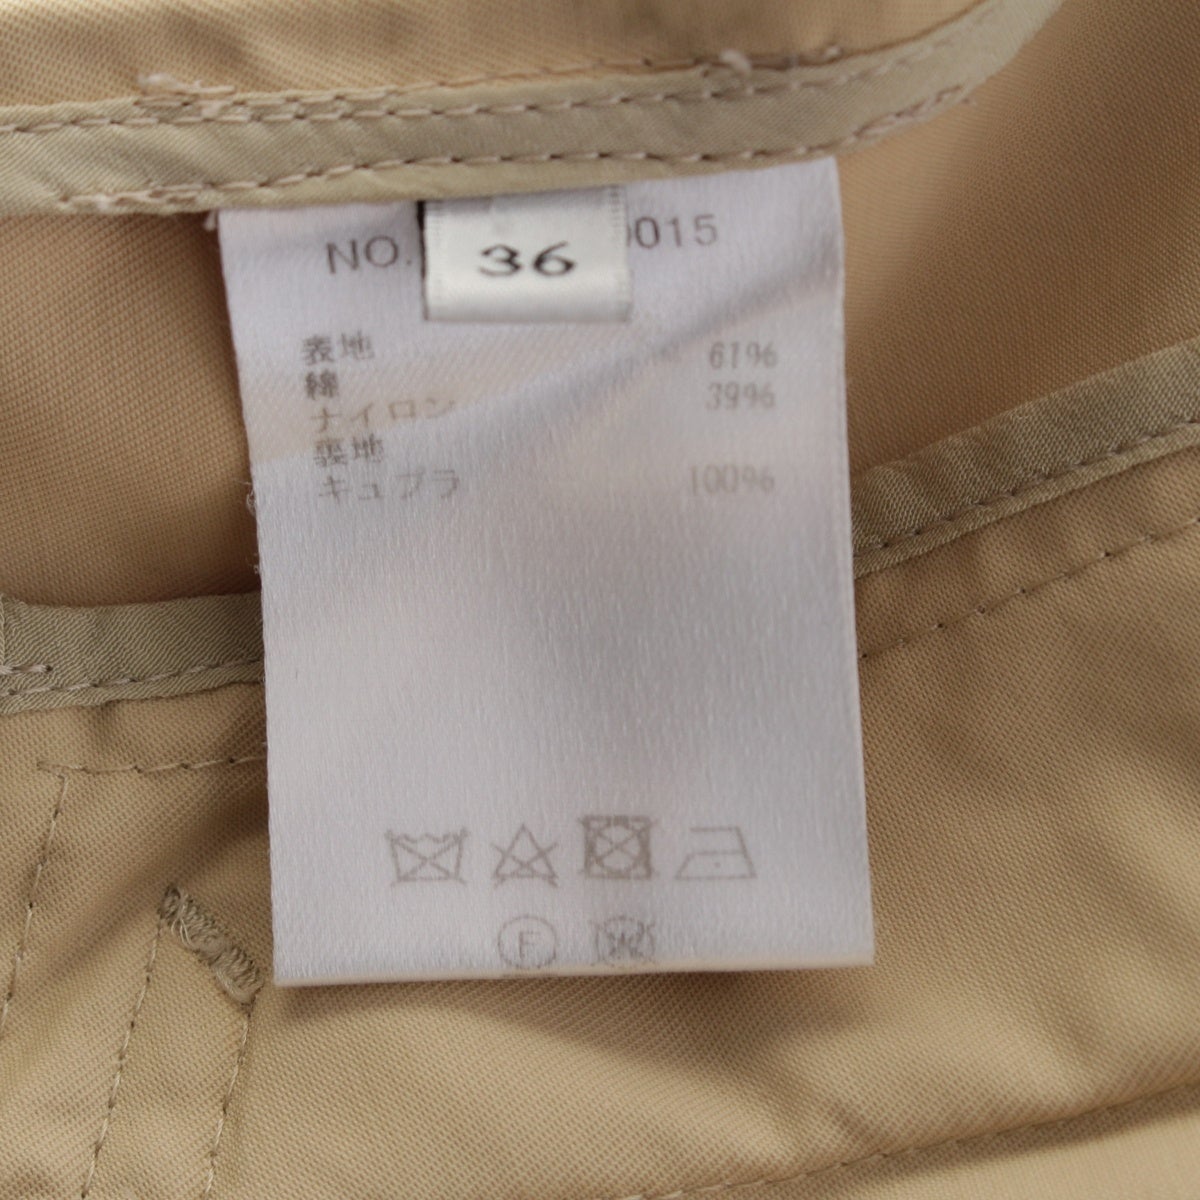 NO. 36 0015
表地
綿 61%
ナイロン 39%
裏地
キュプラ 100%
F W